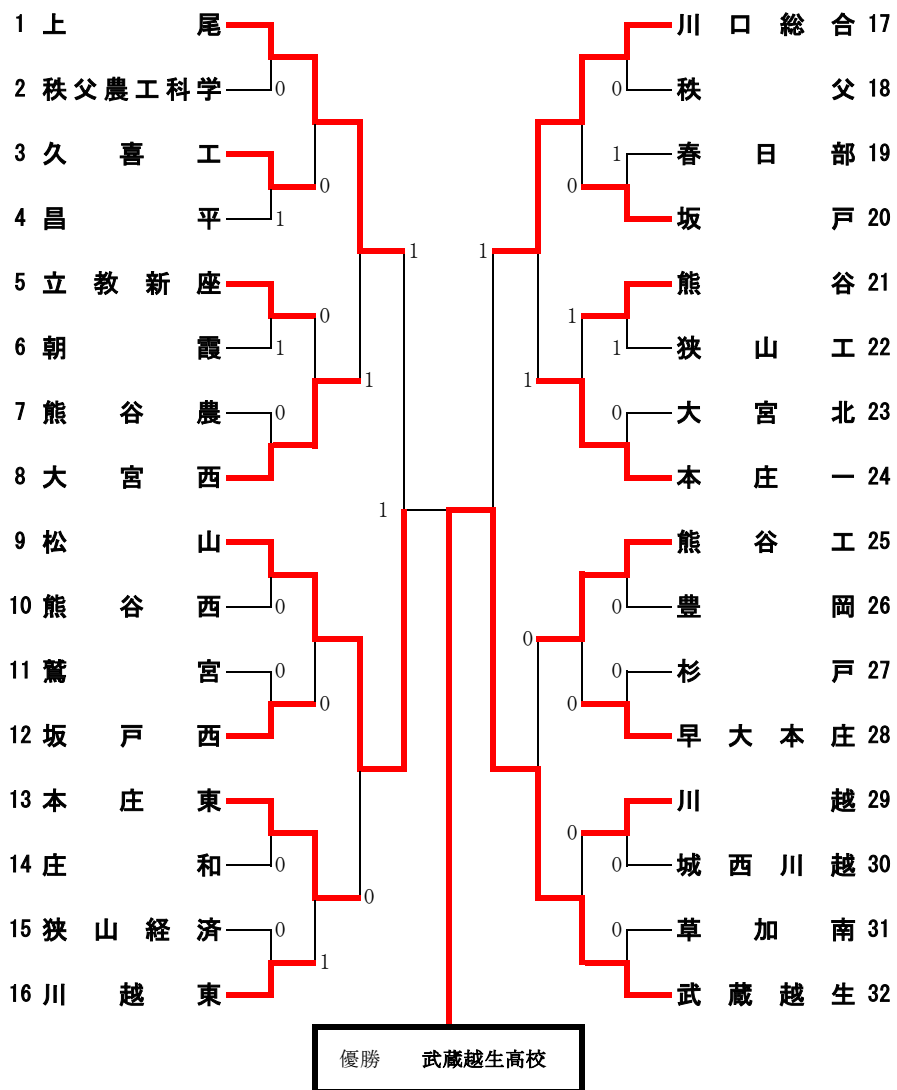 1 上尾 川口総合 17
2 秩父農工科学 0 0 秩父 18
3 久喜工 1 春日部 19
0 0
4 昌平 1 坂戸 20
1 1
5 立教新座 熊谷 21
0 1
6 朝霞 1 1 狭山工 22
1 1
7 熊谷農 0 0 大宮北 23
8 大宮西 本庄一 24
1
9 松山 熊谷工 25
10 熊谷西 0 0 豊岡 26
0
11 鷲宮 0 0 杉戸 27
0 0
12 坂戸西 早大本庄 28
13 本庄東 川越 29
0
14 庄和 0 0 城西川越 30
0
15 狭山経済 0 0 草加南 31
1
16 川越東 武蔵越生 32
優勝 武蔵越生高校